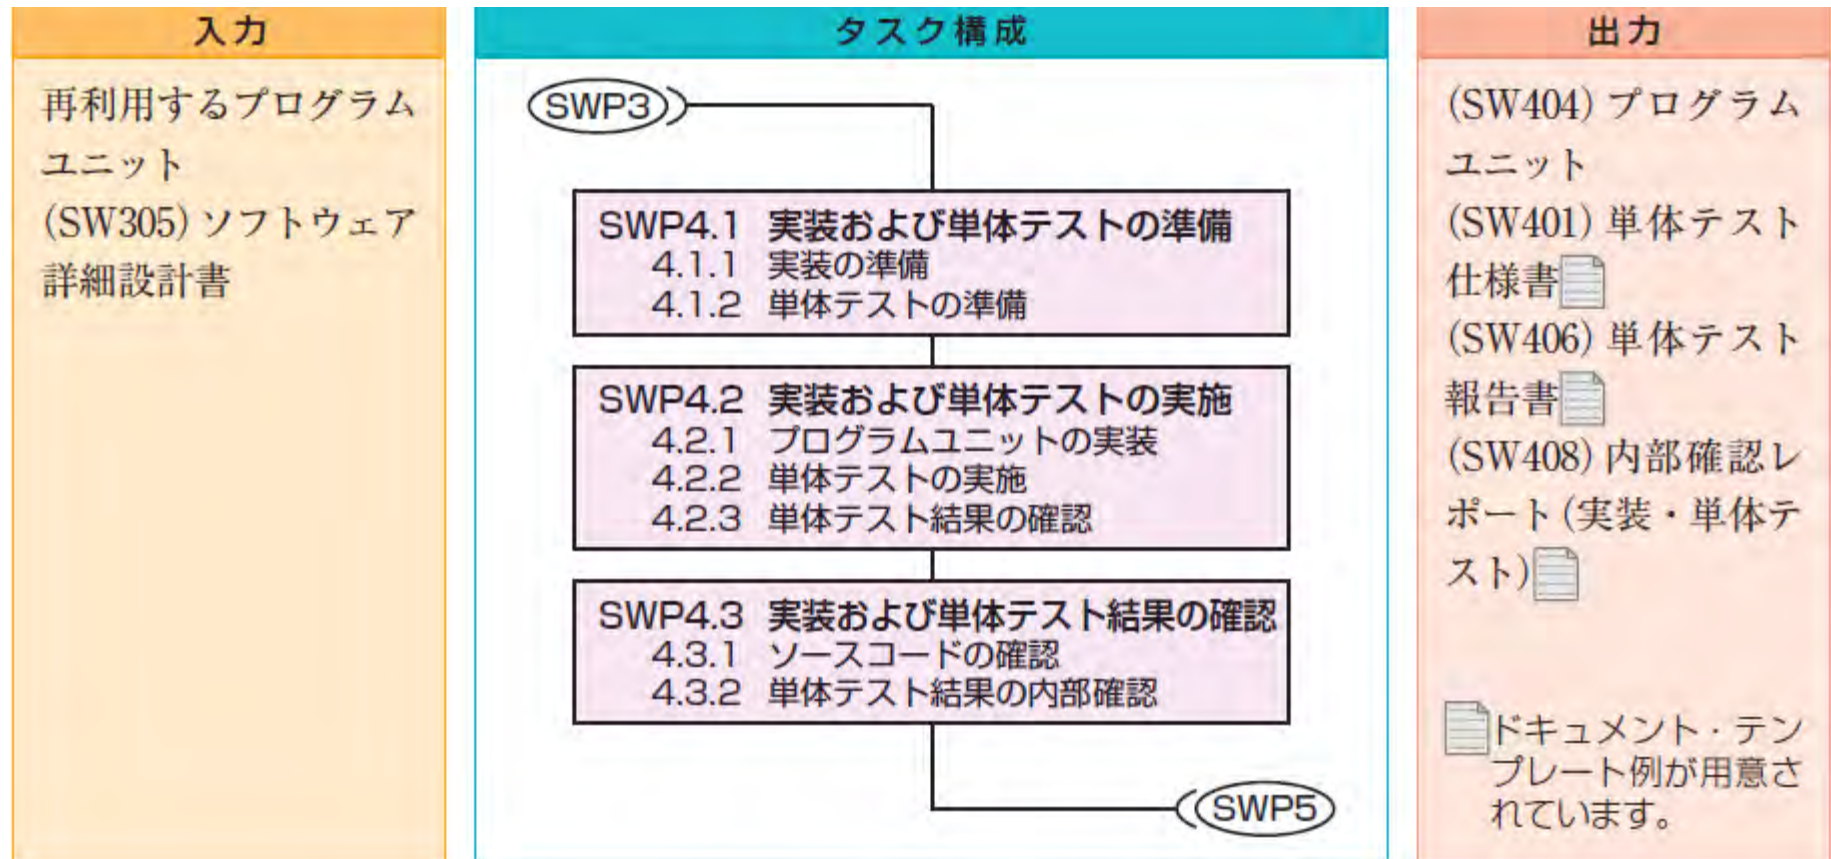 入力
再利用するプログラム
ユニット
(SW305) ソフトウェア
詳細設計書
タスク構成
SWP3
SWP4.1 実装および単体テストの準備
4.1.1 実装の準備
4.1.2 単体テストの準備
SWP4.2 実装および単体テストの実施
4.2.1 プログラムユニットの実装
4.2.2 単体テストの実施
4.2.3 単体テスト結果の確認
SWP4.3 実装および単体テスト結果の確認
4.3.1 ソースコードの確認
4.3.2 単体テスト結果の内部確認
SWP5
出力
(SW404) プログラム
ユニット
(SW401) 単体テスト
仕様書
(SW406) 単体テスト
報告書
(SW408) 内部確認レ
ポート (実装・単体テ
スト)
ドキュメント・テン
プレート例が用意さ
れています。